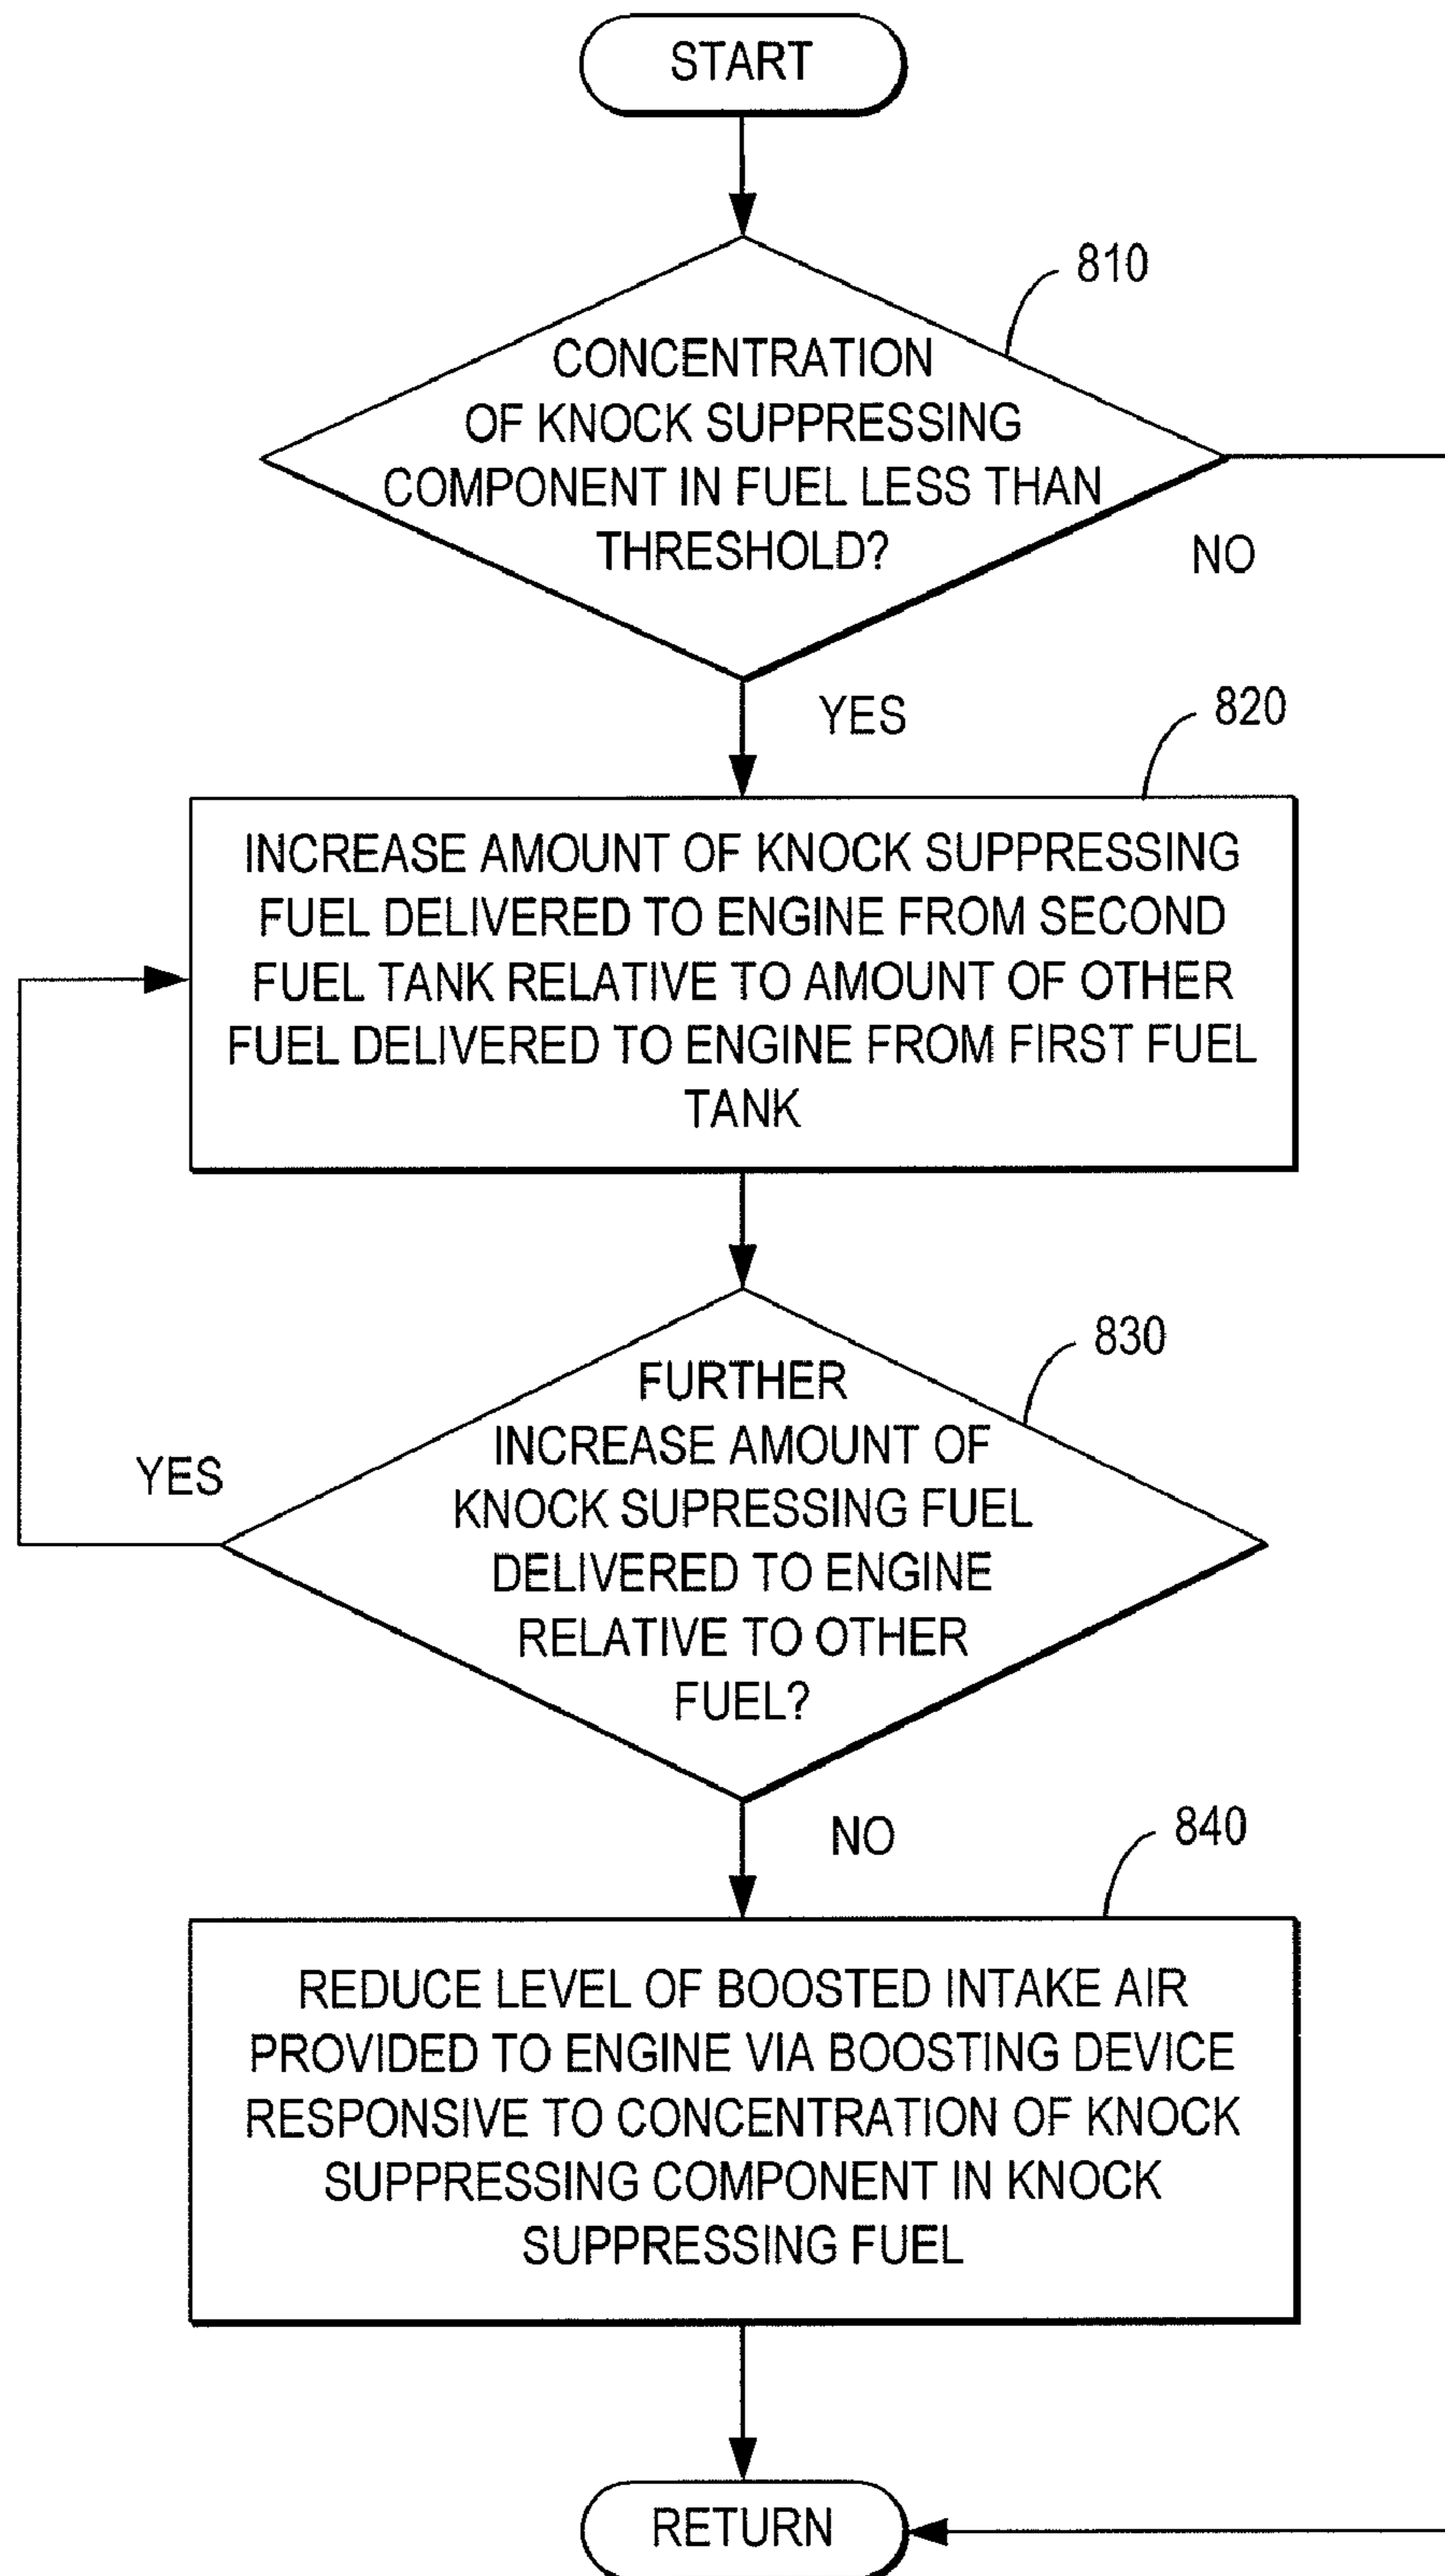 START
810
CONCENTRATION
OF KNOCK SUPPRESSING
COMPONENT IN FUEL LESS THAN
THRESHOLD?
NO
YES
820
INCREASE AMOUNT OF KNOCK SUPPRESSING
FUEL DELIVERED TO ENGINE FROM SECOND
FUEL TANK RELATIVE TO AMOUNT OF OTHER
FUEL DELIVERED TO ENGINE FROM FIRST FUEL
TANK
830
FURTHER
INCREASE AMOUNT OF
KNOCK SUPRESSING FUEL
DELIVERED TO ENGINE
RELATIVE TO OTHER
FUEL?
YES
NO
840
REDUCE LEVEL OF BOOSTED INTAKE AIR
PROVIDED TO ENGINE VIA BOOSTING DEVICE
RESPONSIVE TO CONCENTRATION OF KNOCK
SUPPRESSING COMPONENT IN KNOCK
SUPPRESSING FUEL
RETURN